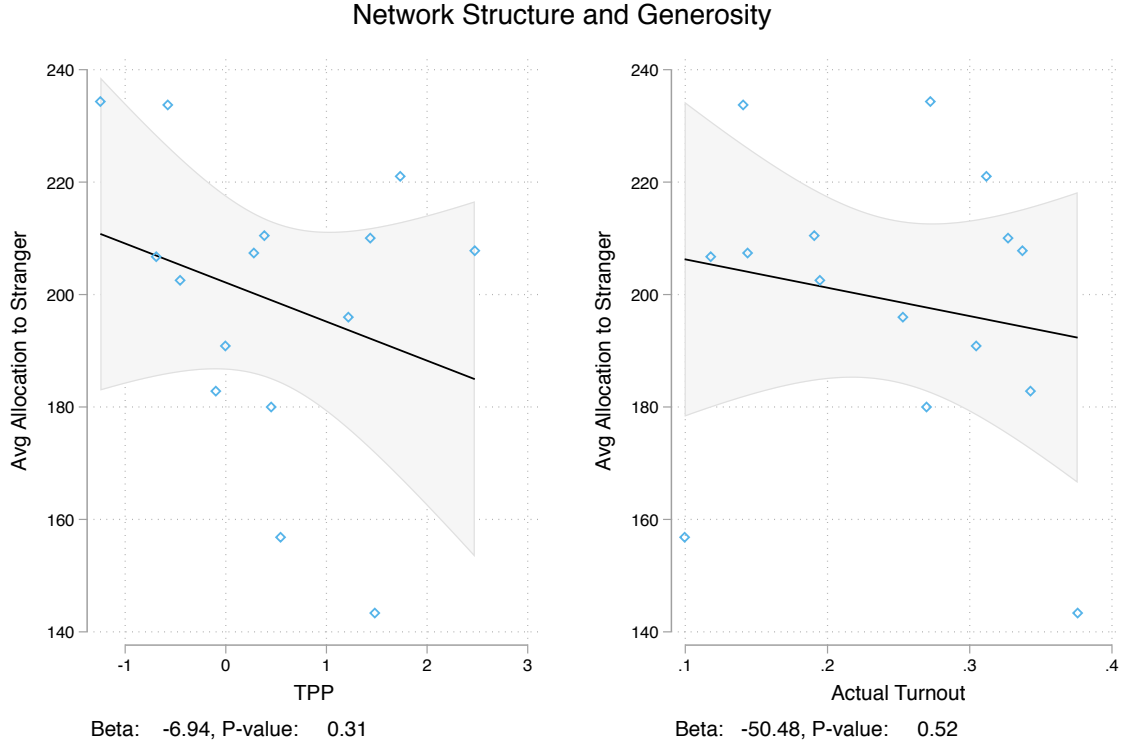 Network Structure and Generosity
240
220
200
180
160
140
Avg Allocation to Stranger
-1 0 1 2 3
TPP
Beta: -6.94, P-value: 0.31
240
220
200
180
160
140
Avg Allocation to Stranger
.1 .2 .3 .4
Actual Turnout
Beta: -50.48, P-value: 0.52